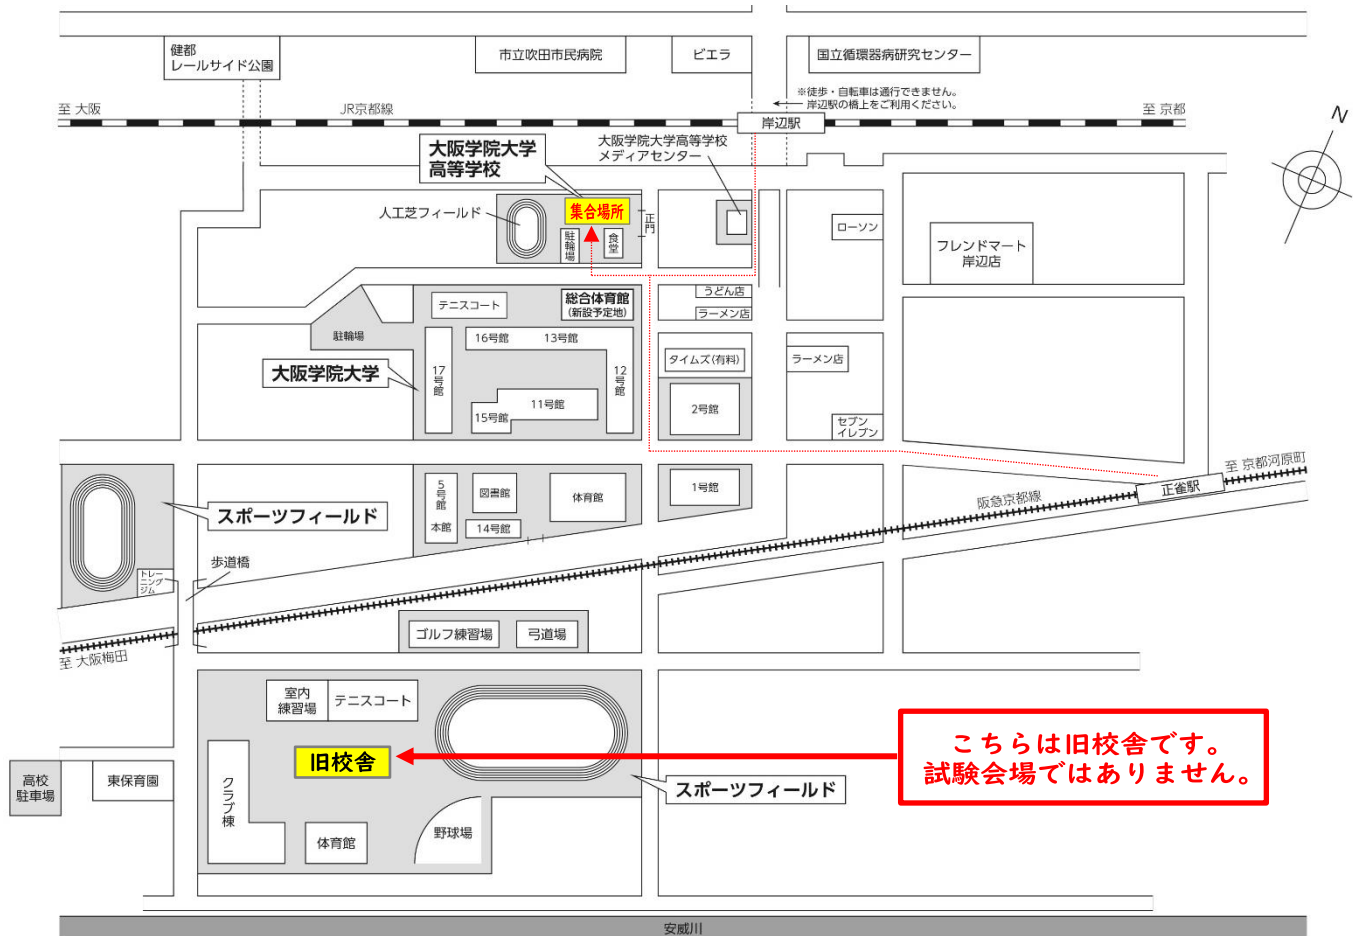 健都
レールサイド公園
市立吹田市民病院
ビエラ
国立循環器病研究センター
※徒歩・自転車は通行できません。
岸辺駅の橋上をご利用ください。
至 大阪
JR京都線
岸辺駅
至 京都
N
大阪学院大学
高等学校
大阪学院大学高等学校
メディアセンター
人工芝フィールド
集合場所
正門
駐輪場
食堂
ローソン
フレンドマート
岸辺店
テニスコート
総合体育館
(新設予定地)
うどん店
ラーメン店
駐輪場
16号館
13号館
17号館
12号館
タイムズ(有料)
ラーメン店
大阪学院大学
11号館
15号館
2号館
セブン
イレブン
至 京都河原町
正雀駅
阪急京都線
5号館
本館
図書館
14号館
体育館
1号館
スポーツフィールド
歩道橋
トレー
ニング
ジム
至 大阪梅田
ゴルフ練習場
弓道場
室内
練習場
テニスコート
旧校舎
こちらは旧校舎です。
試験会場ではありません。
スポーツフィールド
高校
駐車場
東保育園
クラブ棟
体育館
野球場
安威川